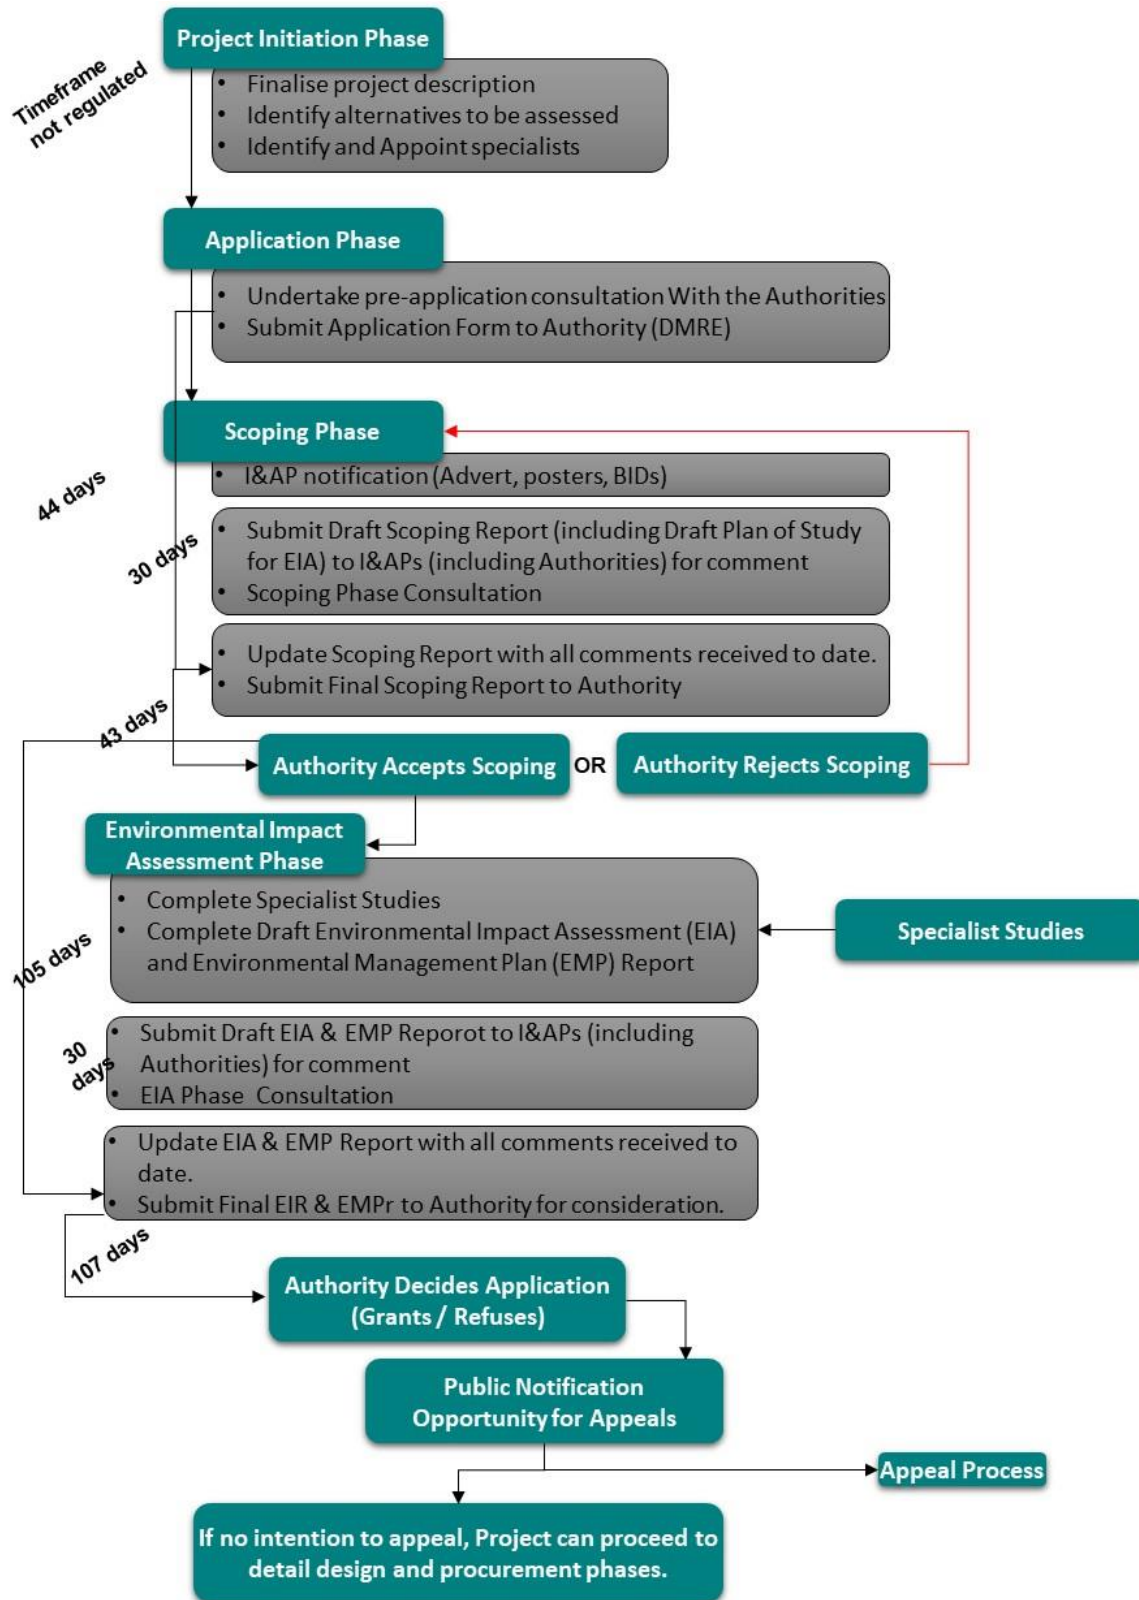 Project Initiation Phase
Timeframe
not regulated
• Finalise project description
• Identify alternatives to be assessed
• Identify and Appoint specialists
Application Phase
• Undertake pre-application consultation With the Authorities
• Submit Application Form to Authority (DMRE)
Scoping Phase
• I&AP notification (Advert, posters, BIDs)
44 days
30 days
• Submit Draft Scoping Report (including Draft Plan of Study
for EIA) to I&APs (including Authorities) for comment
• Scoping Phase Consultation
• Update Scoping Report with all comments received to date.
• Submit Final Scoping Report to Authority
43 days
Authority Accepts Scoping
OR
Authority Rejects Scoping
Environmental Impact
Assessment Phase
• Complete Specialist Studies
• Complete Draft Environmental Impact Assessment (EIA)
and Environmental Management Plan (EMP) Report
Specialist Studies
105 days
30
days
• Submit Draft EIA & EMP Reporot to I&APs (including
Authorities) for comment
• EIA Phase Consultation
• Update EIA & EMP Report with all comments received to
date.
• Submit Final EIR & EMPr to Authority for consideration.
107 days
Authority Decides Application
(Grants / Refuses)
Public Notification
Opportunity for Appeals
Appeal Process
If no intention to appeal, Project can proceed to
detail design and procurement phases.